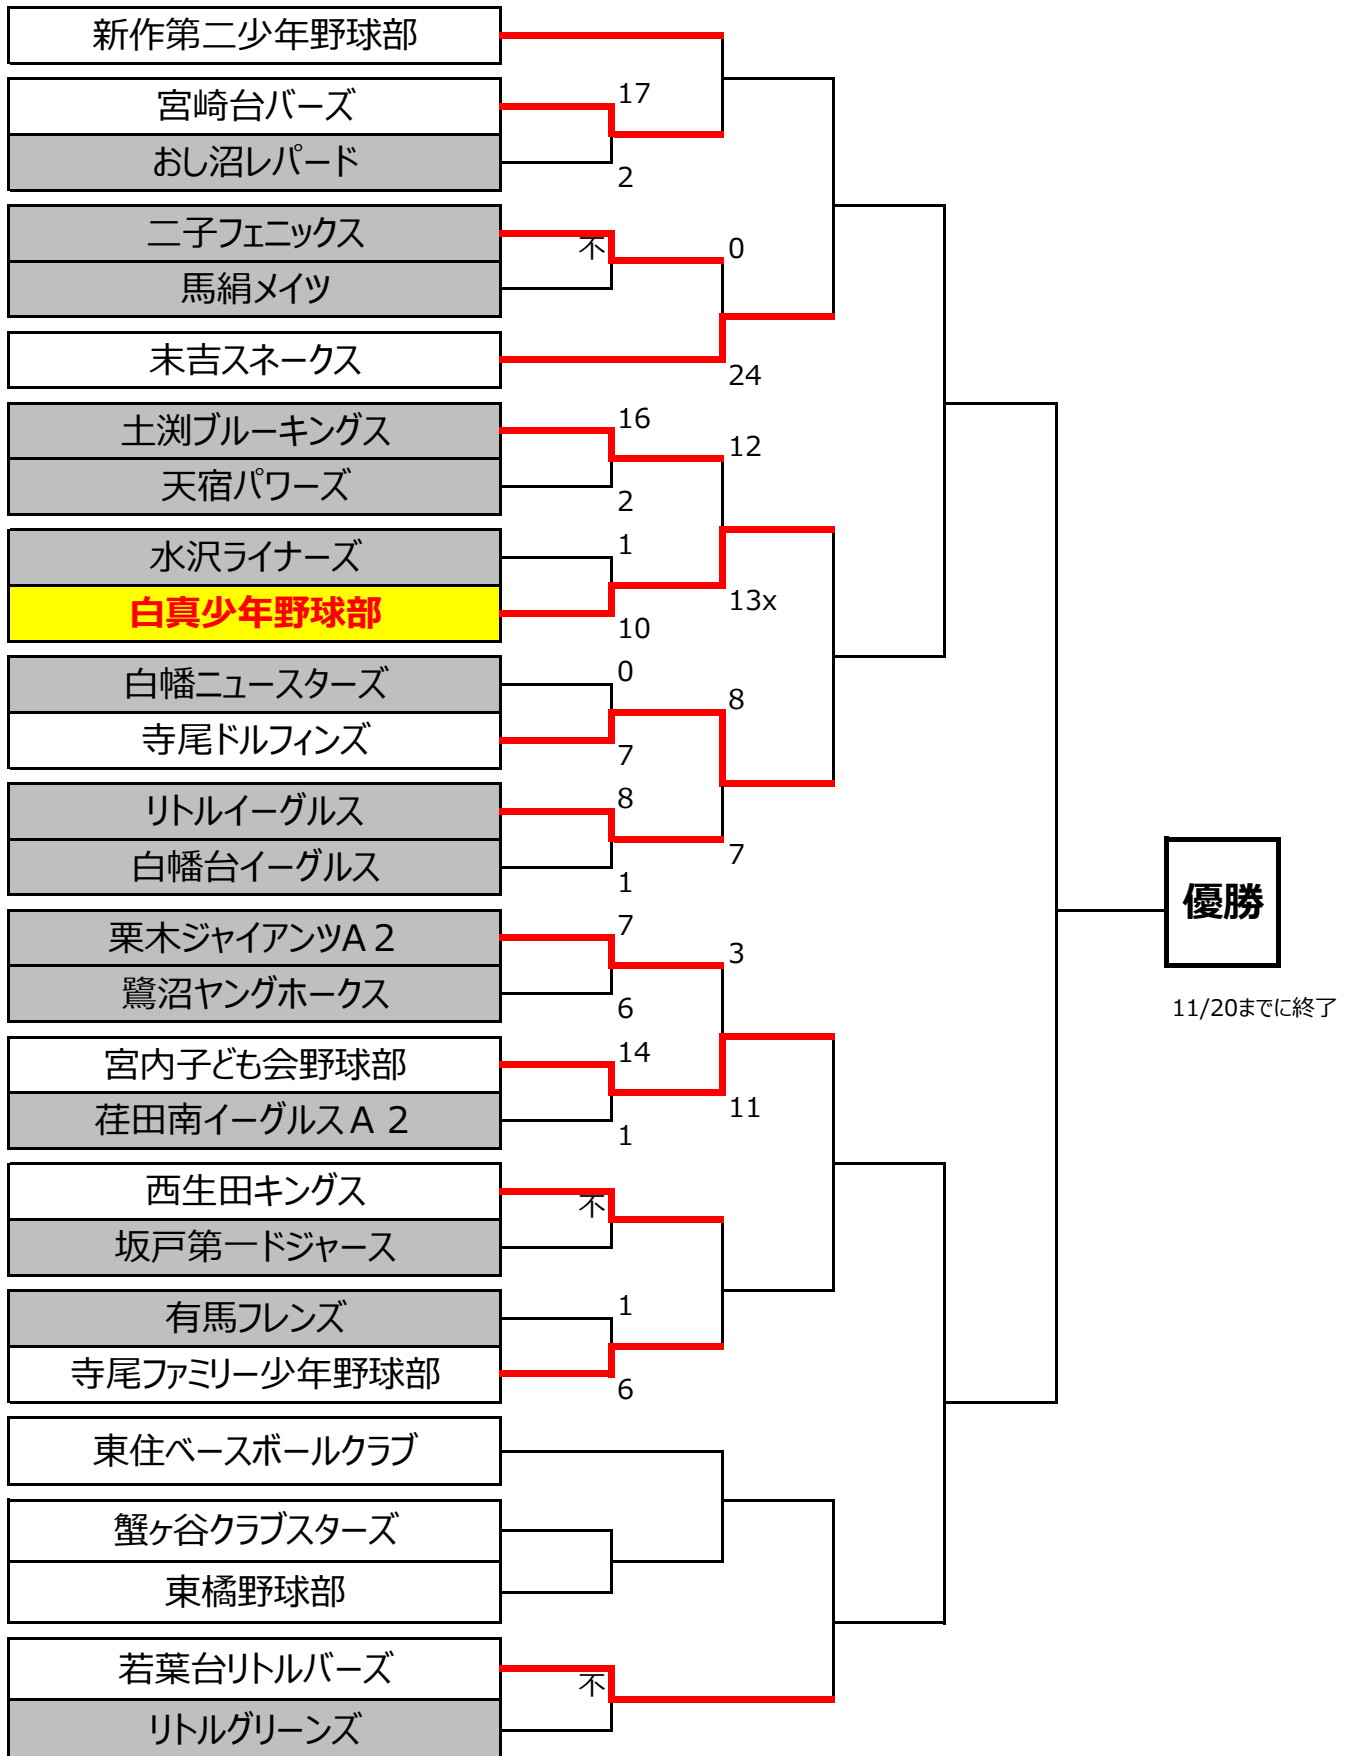 新作第二少年野球部
宮崎台バーズ
17
おし沼レパード
2
二子フェニックス
不
0
馬絹メイツ
末吉スネークス
24
土渕ブルーキングス
16
12
天宿パワーズ
2
水沢ライナーズ
1
白真少年野球部
13x
10
白幡ニュースターズ
0
8
寺尾ドルフィンズ
7
リトルイーグルス
8
白幡台イーグルス
7
1
優勝
栗木ジャイアンツA２
7
3
鷺沼ヤングホークス
6
11/20までに終了
宮内子ども会野球部
14
荏田南イーグルスA２
11
1
西生田キングス
不
坂戸第一ドジャース
有馬フレンズ
1
寺尾ファミリー少年野球部
6
東住ベースボールクラブ
蟹ヶ谷クラブスターズ
東橘野球部
若葉台リトルバーズ
不
リトルグリーンズ